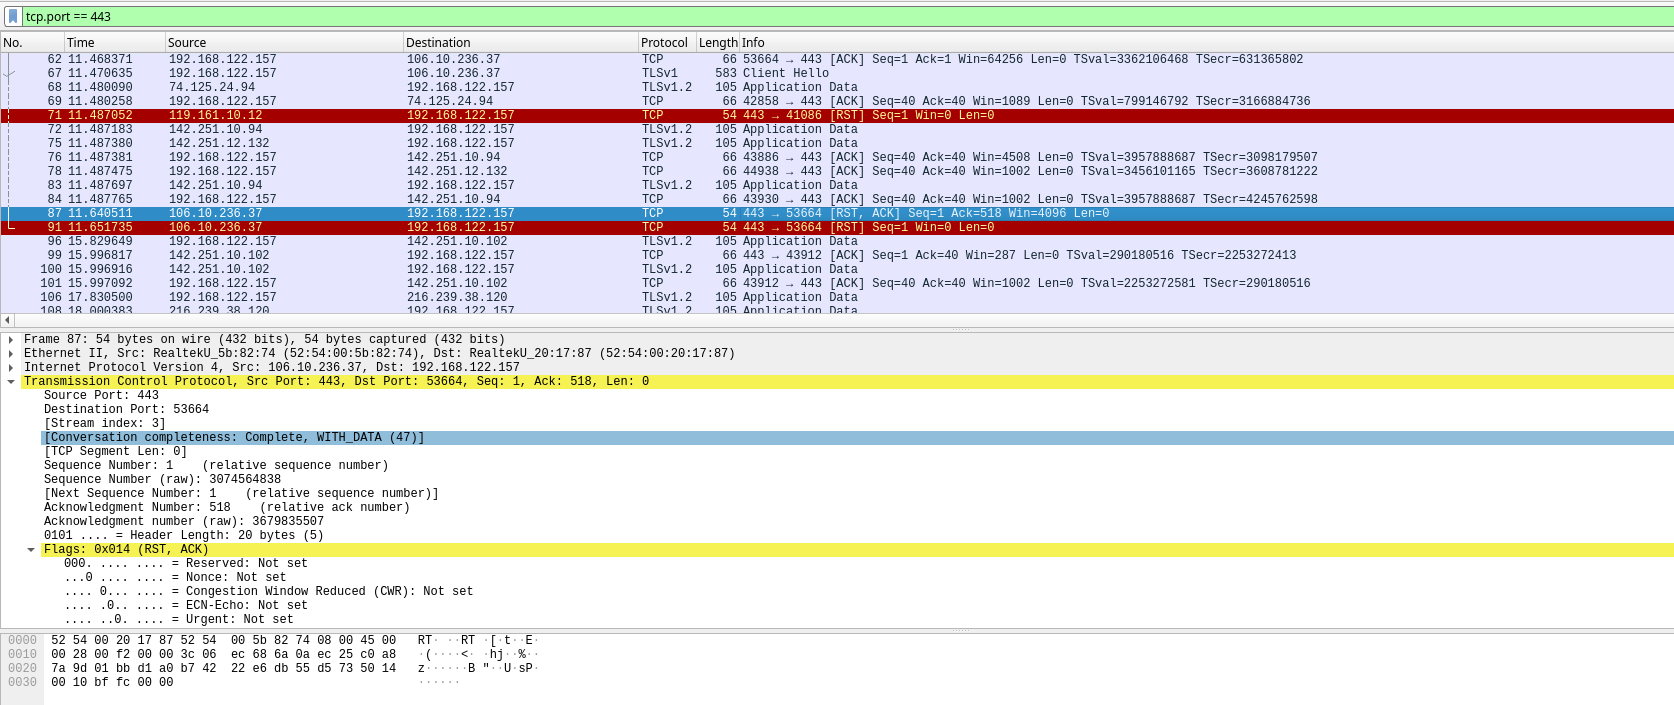 tcp.port == 443
No. Time Source Destination Protocol Length Info
62 11.468371 192.168.122.157 106.10.236.37 TCP 66 53664 → 443 [ACK] Seq=1 Ack=1 Win=64256 Len=0 TSval=3362106468 TSecr=631365802
67 11.470635 192.168.122.157 106.10.236.37 TLSv1 583 Client Hello
68 11.480090 74.125.24.94 192.168.122.157 TLSv1.2 105 Application Data
69 11.480258 192.168.122.157 74.125.24.94 TCP 66 42858 → 443 [ACK] Seq=40 Ack=40 Win=1089 Len=0 TSval=799146792 TSecr=3166884736
71 11.487052 119.161.10.12 192.168.122.157 TCP 54 443 → 41086 [RST] Seq=1 Win=0 Len=0
72 11.487183 142.251.10.94 192.168.122.157 TLSv1.2 105 Application Data
75 11.487380 142.251.12.132 192.168.122.157 TLSv1.2 105 Application Data
76 11.487381 192.168.122.157 142.251.10.94 TCP 66 43886 → 443 [ACK] Seq=40 Ack=40 Win=4508 Len=0 TSval=3957888687 TSecr=3098179507
78 11.487475 192.168.122.157 142.251.12.132 TCP 66 44938 → 443 [ACK] Seq=40 Ack=40 Win=1002 Len=0 TSval=3456101165 TSecr=3608781222
83 11.487697 142.251.10.94 192.168.122.157 TLSv1.2 105 Application Data
84 11.487765 192.168.122.157 142.251.10.94 TCP 66 43930 → 443 [ACK] Seq=40 Ack=40 Win=1002 Len=0 TSval=3957888687 TSecr=4245762598
87 11.640511 106.10.236.37 192.168.122.157 TCP 54 443 → 53664 [RST, ACK] Seq=1 Ack=518 Win=4096 Len=0
91 11.651735 106.10.236.37 192.168.122.157 TCP 54 443 → 53664 [RST] Seq=1 Win=0 Len=0
96 15.829649 192.168.122.157 142.251.10.102 TLSv1.2 105 Application Data
99 15.996817 142.251.10.102 192.168.122.157 TCP 66 443 → 43912 [ACK] Seq=1 Ack=40 Win=287 Len=0 TSval=290180516 TSecr=2253272413
100 15.996916 142.251.10.102 192.168.122.157 TLSv1.2 105 Application Data
101 15.997092 192.168.122.157 142.251.10.102 TCP 66 43912 → 443 [ACK] Seq=40 Ack=40 Win=1002 Len=0 TSval=2253272581 TSecr=290180516
106 17.830500 192.168.122.157 216.239.38.120 TLSv1.2 105 Application Data
108 18.000383 216.239.38.120 192.168.122.157 TLSv1.2 105 Application Data
Frame 87: 54 bytes on wire (432 bits), 54 bytes captured (432 bits)
Ethernet II, Src: RealtekU_5b:82:74 (52:54:00:5b:82:74), Dst: RealtekU_20:17:87 (52:54:00:20:17:87)
Internet Protocol Version 4, Src: 106.10.236.37, Dst: 192.168.122.157
Transmission Control Protocol, Src Port: 443, Dst Port: 53664, Seq: 1, Ack: 518, Len: 0
Source Port: 443
Destination Port: 53664
[Stream index: 3]
[Conversation completeness: Complete, WITH_DATA (47)]
[TCP Segment Len: 0]
Sequence Number: 1    (relative sequence number)
Sequence Number (raw): 3074564838
[Next Sequence Number: 1    (relative sequence number)]
Acknowledgment Number: 518    (relative ack number)
Acknowledgment number (raw): 3679835507
0101 .... = Header Length: 20 bytes (5)
Flags: 0x014 (RST, ACK)
000. .... .... = Reserved: Not set
...0 .... .... = Nonce: Not set
.... 0... .... = Congestion Window Reduced (CWR): Not set
.... .0.. .... = ECN-Echo: Not set
.... ..0. .... = Urgent: Not set
0000 52 54 00 20 17 87 52 54 00 5b 82 74 08 00 45 00 RT· ··RT ·[·t··E·
0010 00 28 00 f2 00 00 3c 06 ec 68 6a 0a ec 25 c0 a8 ·(····<· ·hj··%··
0020 7a 9d 01 bb d1 a0 b7 42 22 e6 db 55 d5 73 50 14 z······B "··U·sP·
0030 00 10 bf fc 00 00 ······